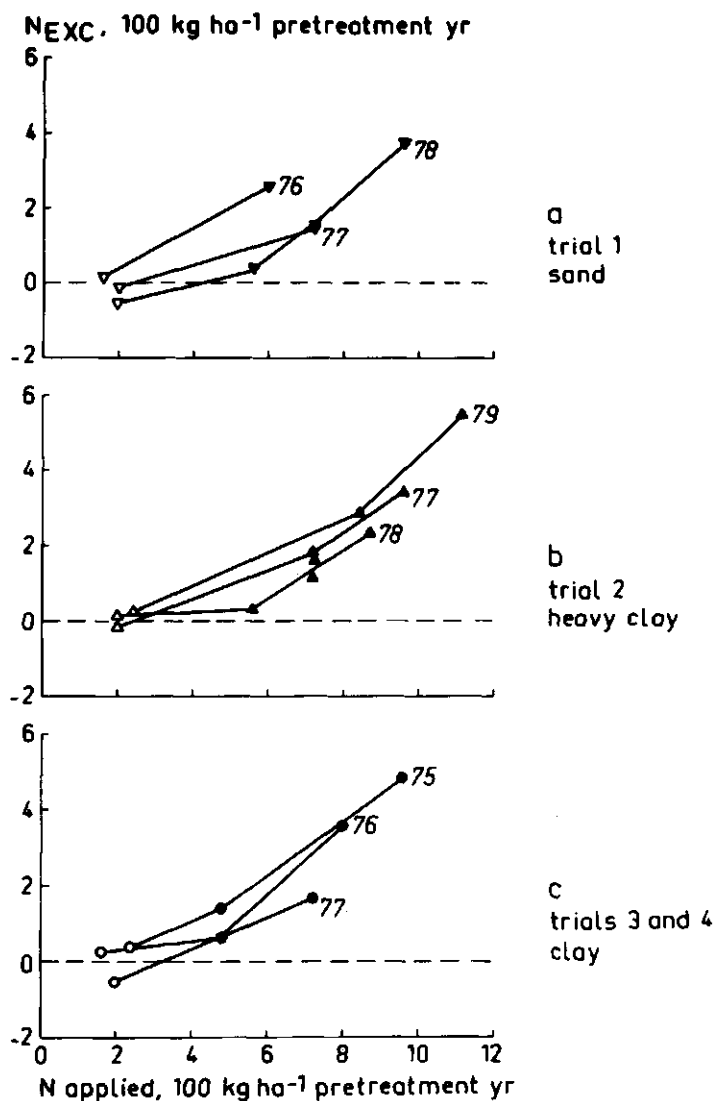 N_EXC, 100 kg ha-1 pretreatment yr
6
4
2
0
-2
76
77
78
a
trial 1
sand
6
4
2
0
-2
79
77
78
b
trial 2
heavy clay
6
4
2
0
-2
75
76
77
c
trials 3 and 4
clay
0 2 4 6 8 10 12
N applied, 100 kg ha-1 pretreatment yr